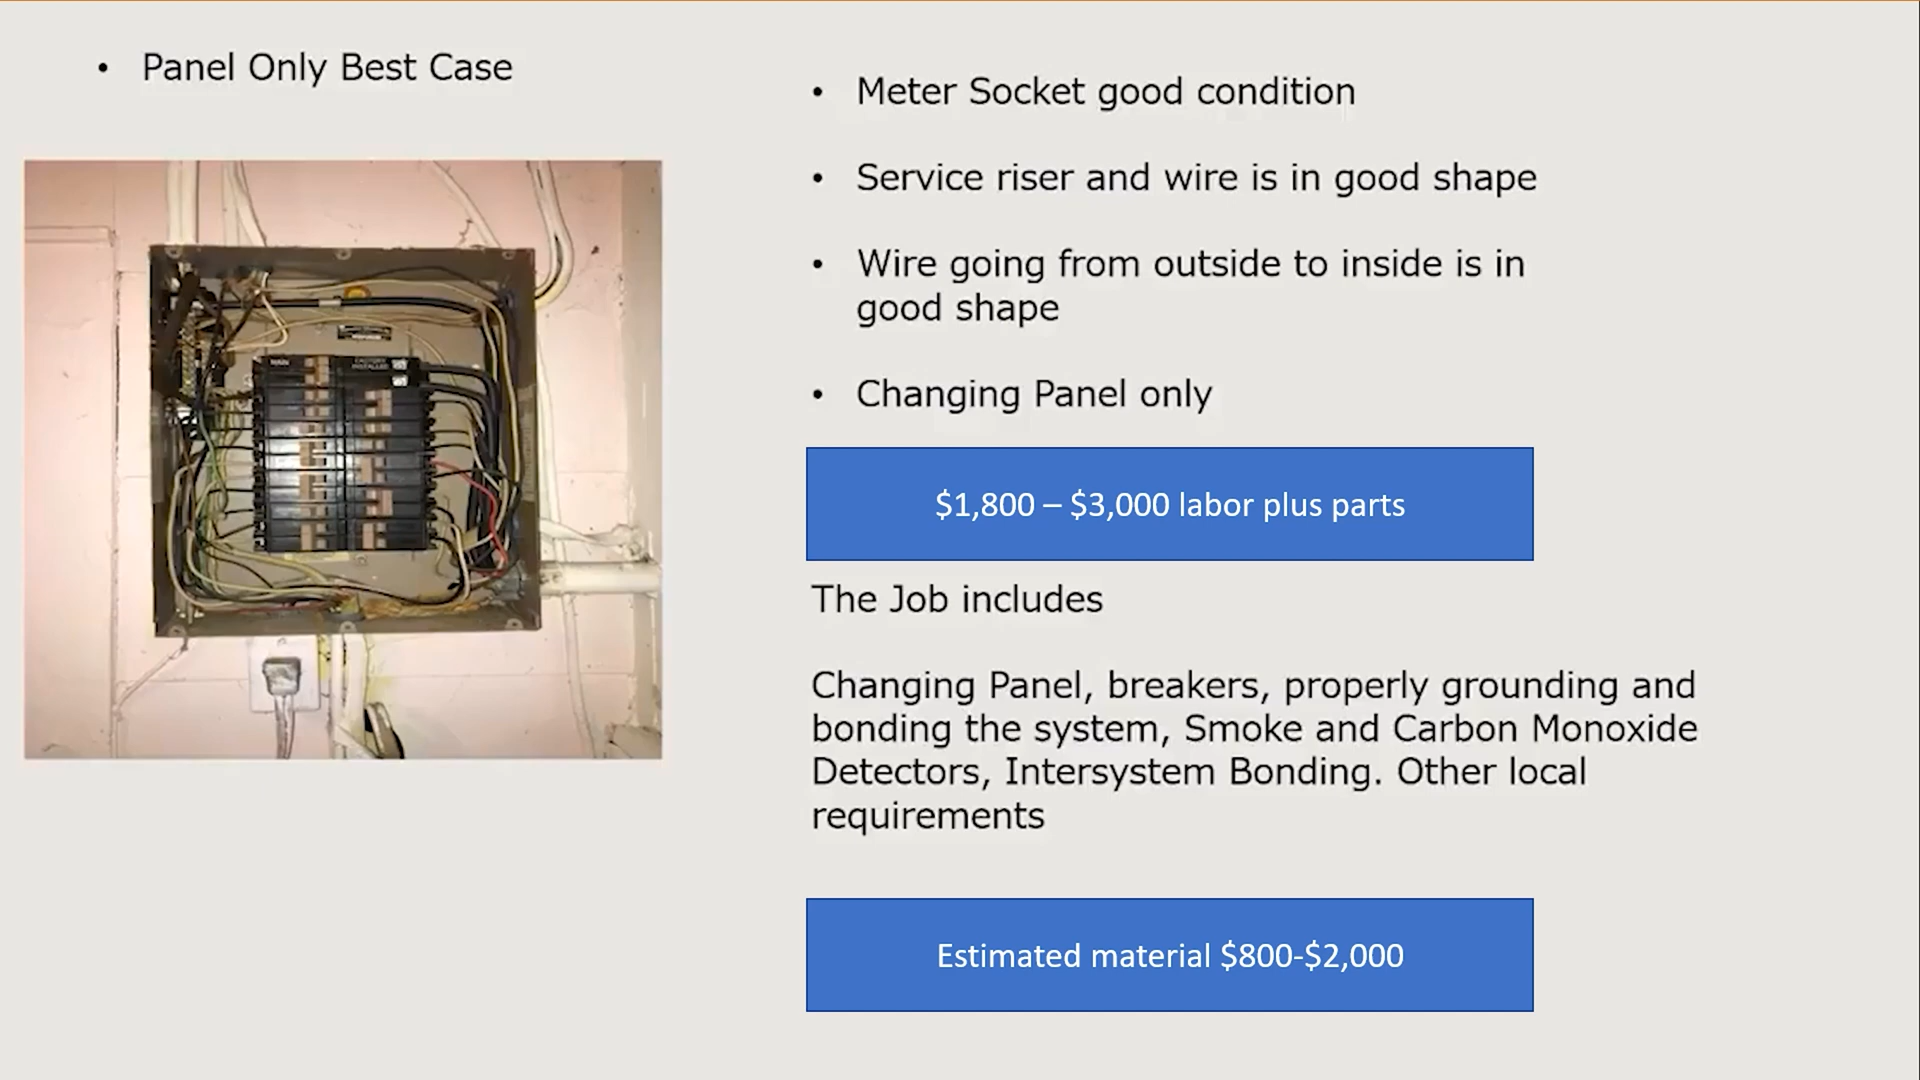 • Panel Only Best Case
• Meter Socket good condition
• Service riser and wire is in good shape
• Wire going from outside to inside is in
good shape
• Changing Panel only
$1,800 – $3,000 labor plus parts
The Job includes
Changing Panel, breakers, properly grounding and
bonding the system, Smoke and Carbon Monoxide
Detectors, Intersystem Bonding. Other local
requirements
Estimated material $800-$2,000
MAIN
FACTORY
INSTALLED